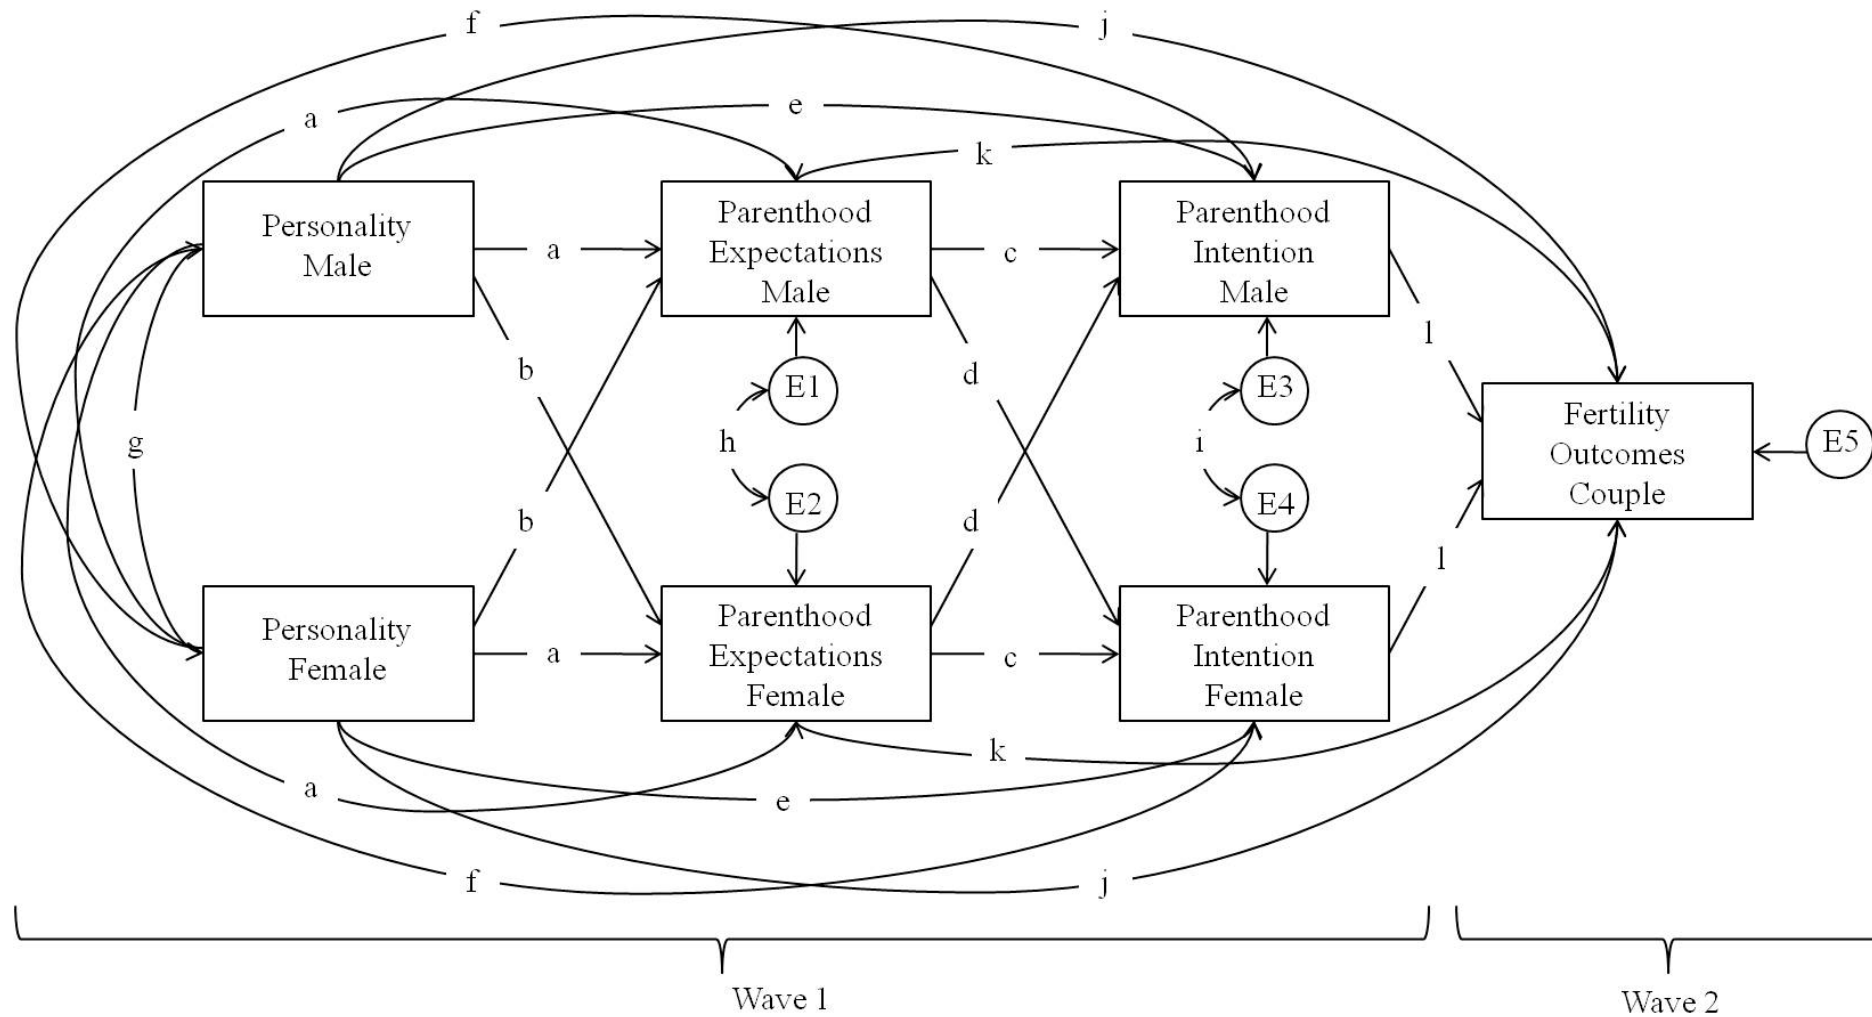 f
j
a
e
k
Personality
Male
a
Parenthood
Expectations
Male
c
Parenthood
Intention
Male
l
b
d
E1
E3
g
h
i
Fertility
Outcomes
Couple
E5
E2
E4
b
d
l
Personality
Female
a
Parenthood
Expectations
Female
c
Parenthood
Intention
Female
k
a
e
f
j
Wave 1
Wave 2